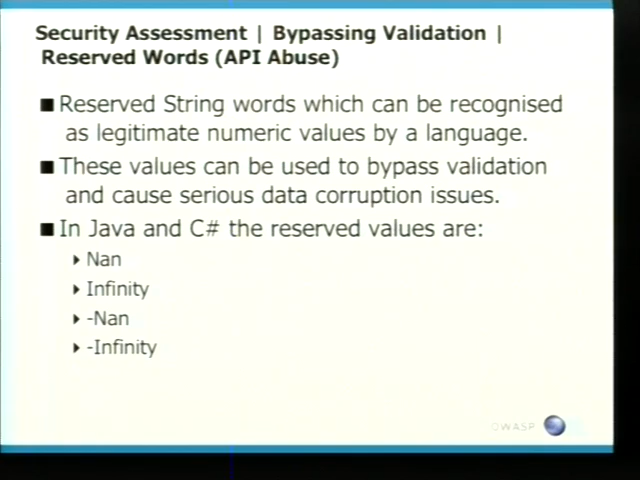 Security Assessment | Bypassing Validation |
Reserved Words (API Abuse)
Reserved String words which can be recognised
as legitimate numeric values by a language.
These values can be used to bypass validation
and cause serious data corruption issues.
In Java and C# the reserved values are:
Nan
Infinity
-Nan
-Infinity
OWASP